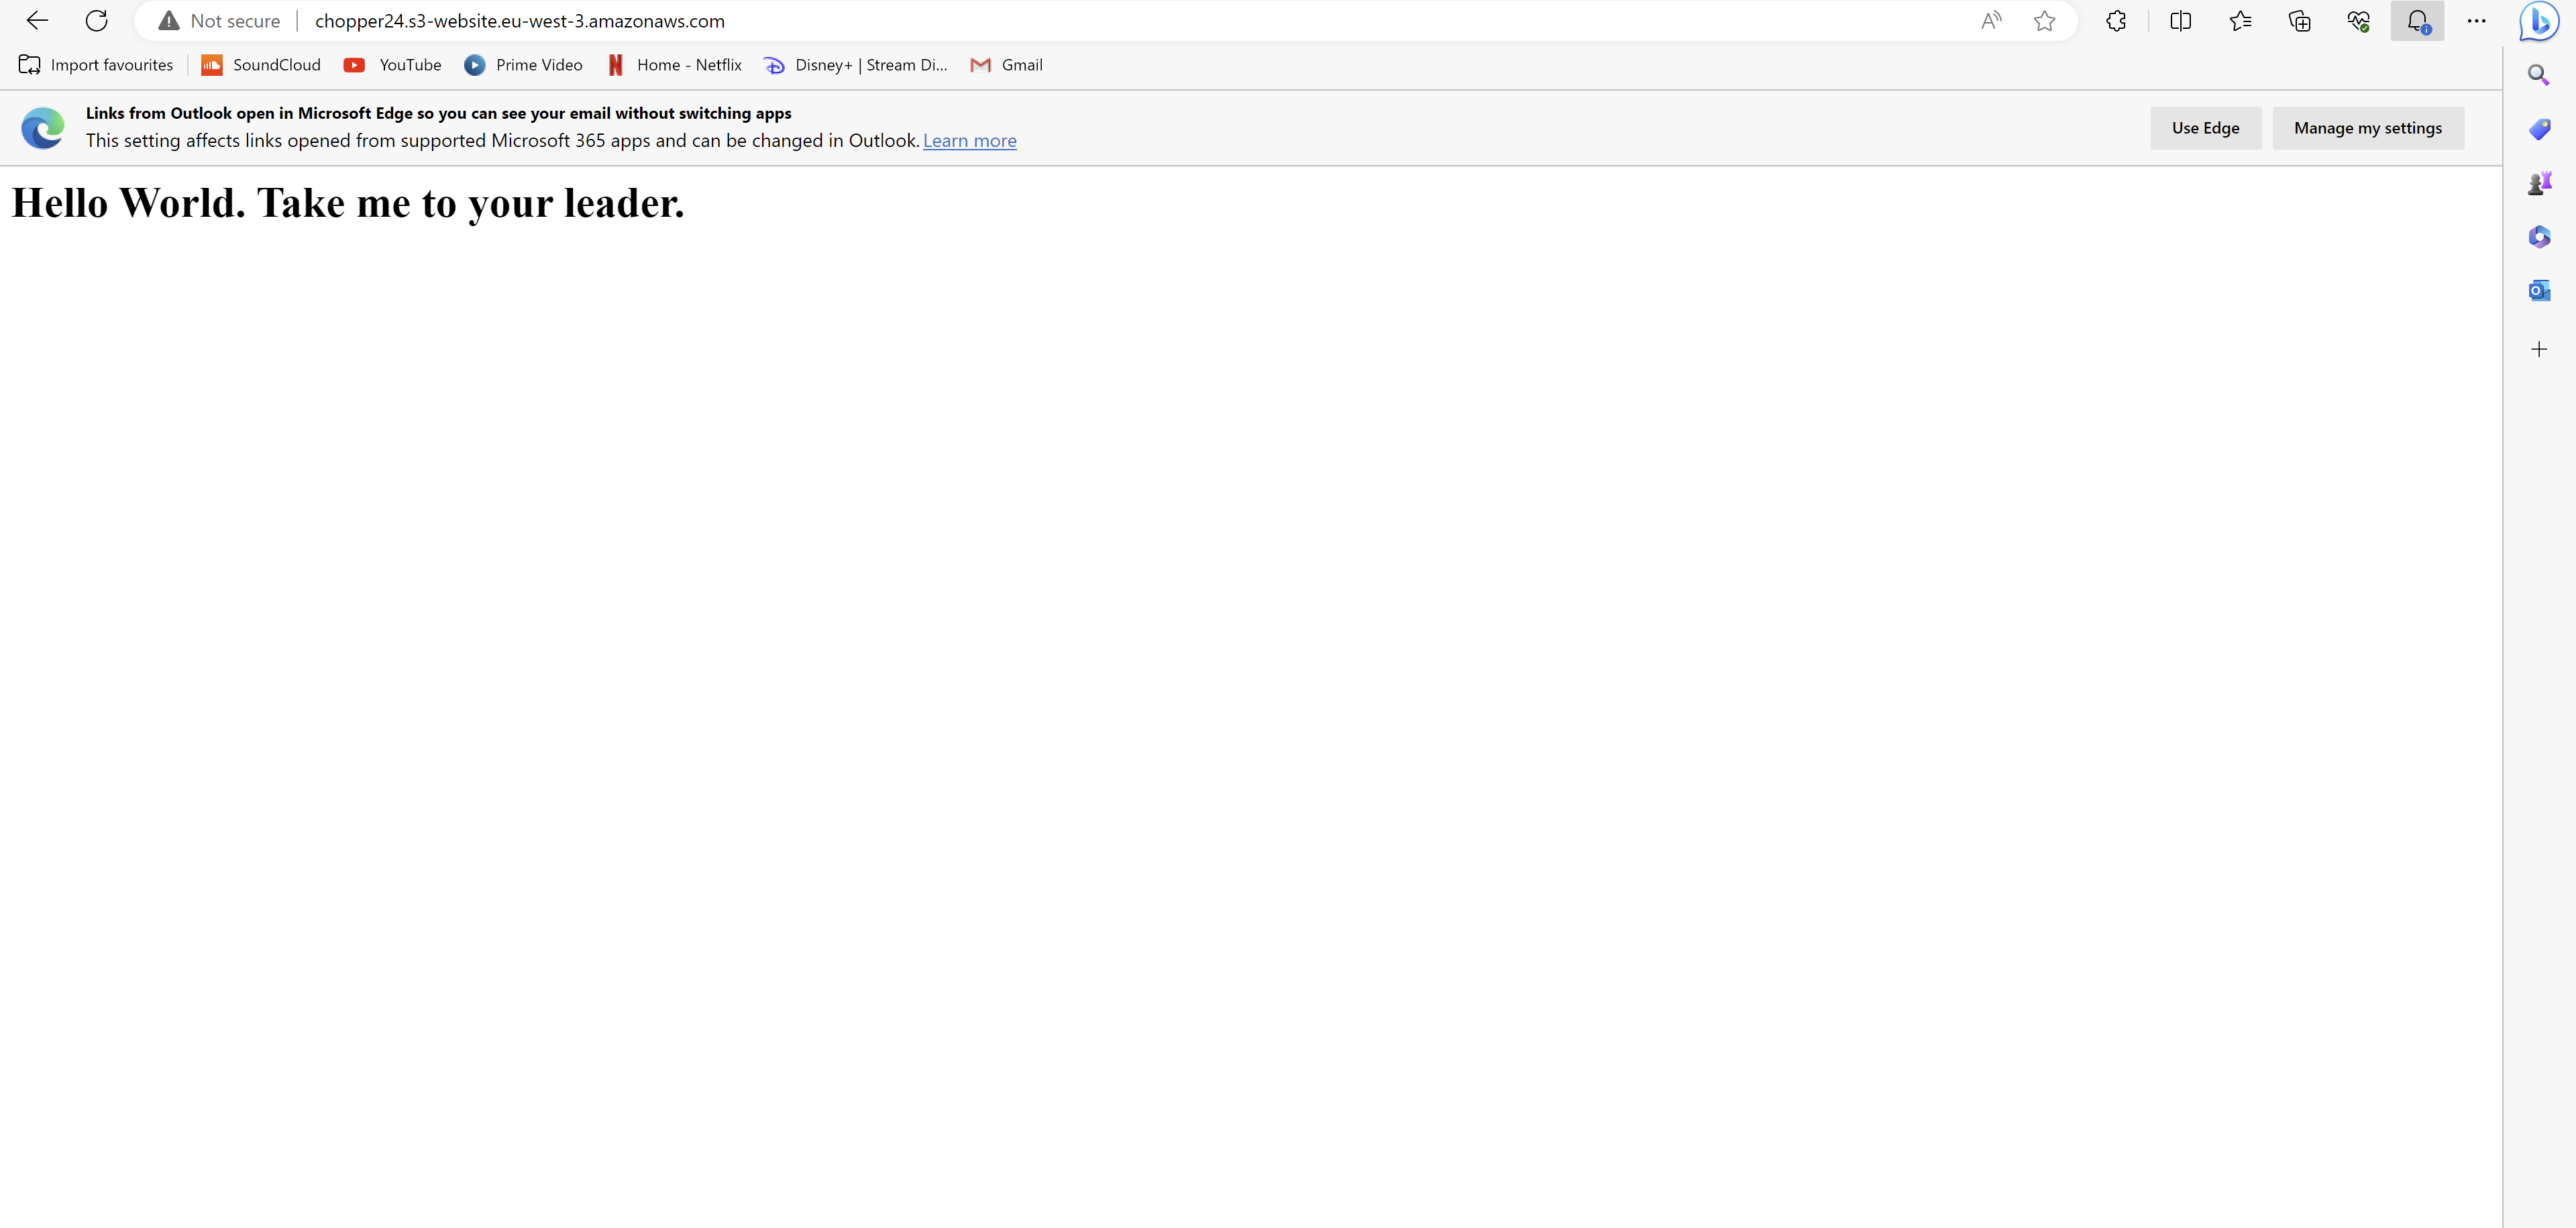 Not secure chopper24.s3-website.eu-west-3.amazonaws.com
Import favourites SoundCloud YouTube Prime Video Home - Netflix Disney+ | Stream Di... Gmail
Links from Outlook open in Microsoft Edge so you can see your email without switching apps
This setting affects links opened from supported Microsoft 365 apps and can be changed in Outlook. Learn more
Use Edge Manage my settings
Hello World. Take me to your leader.